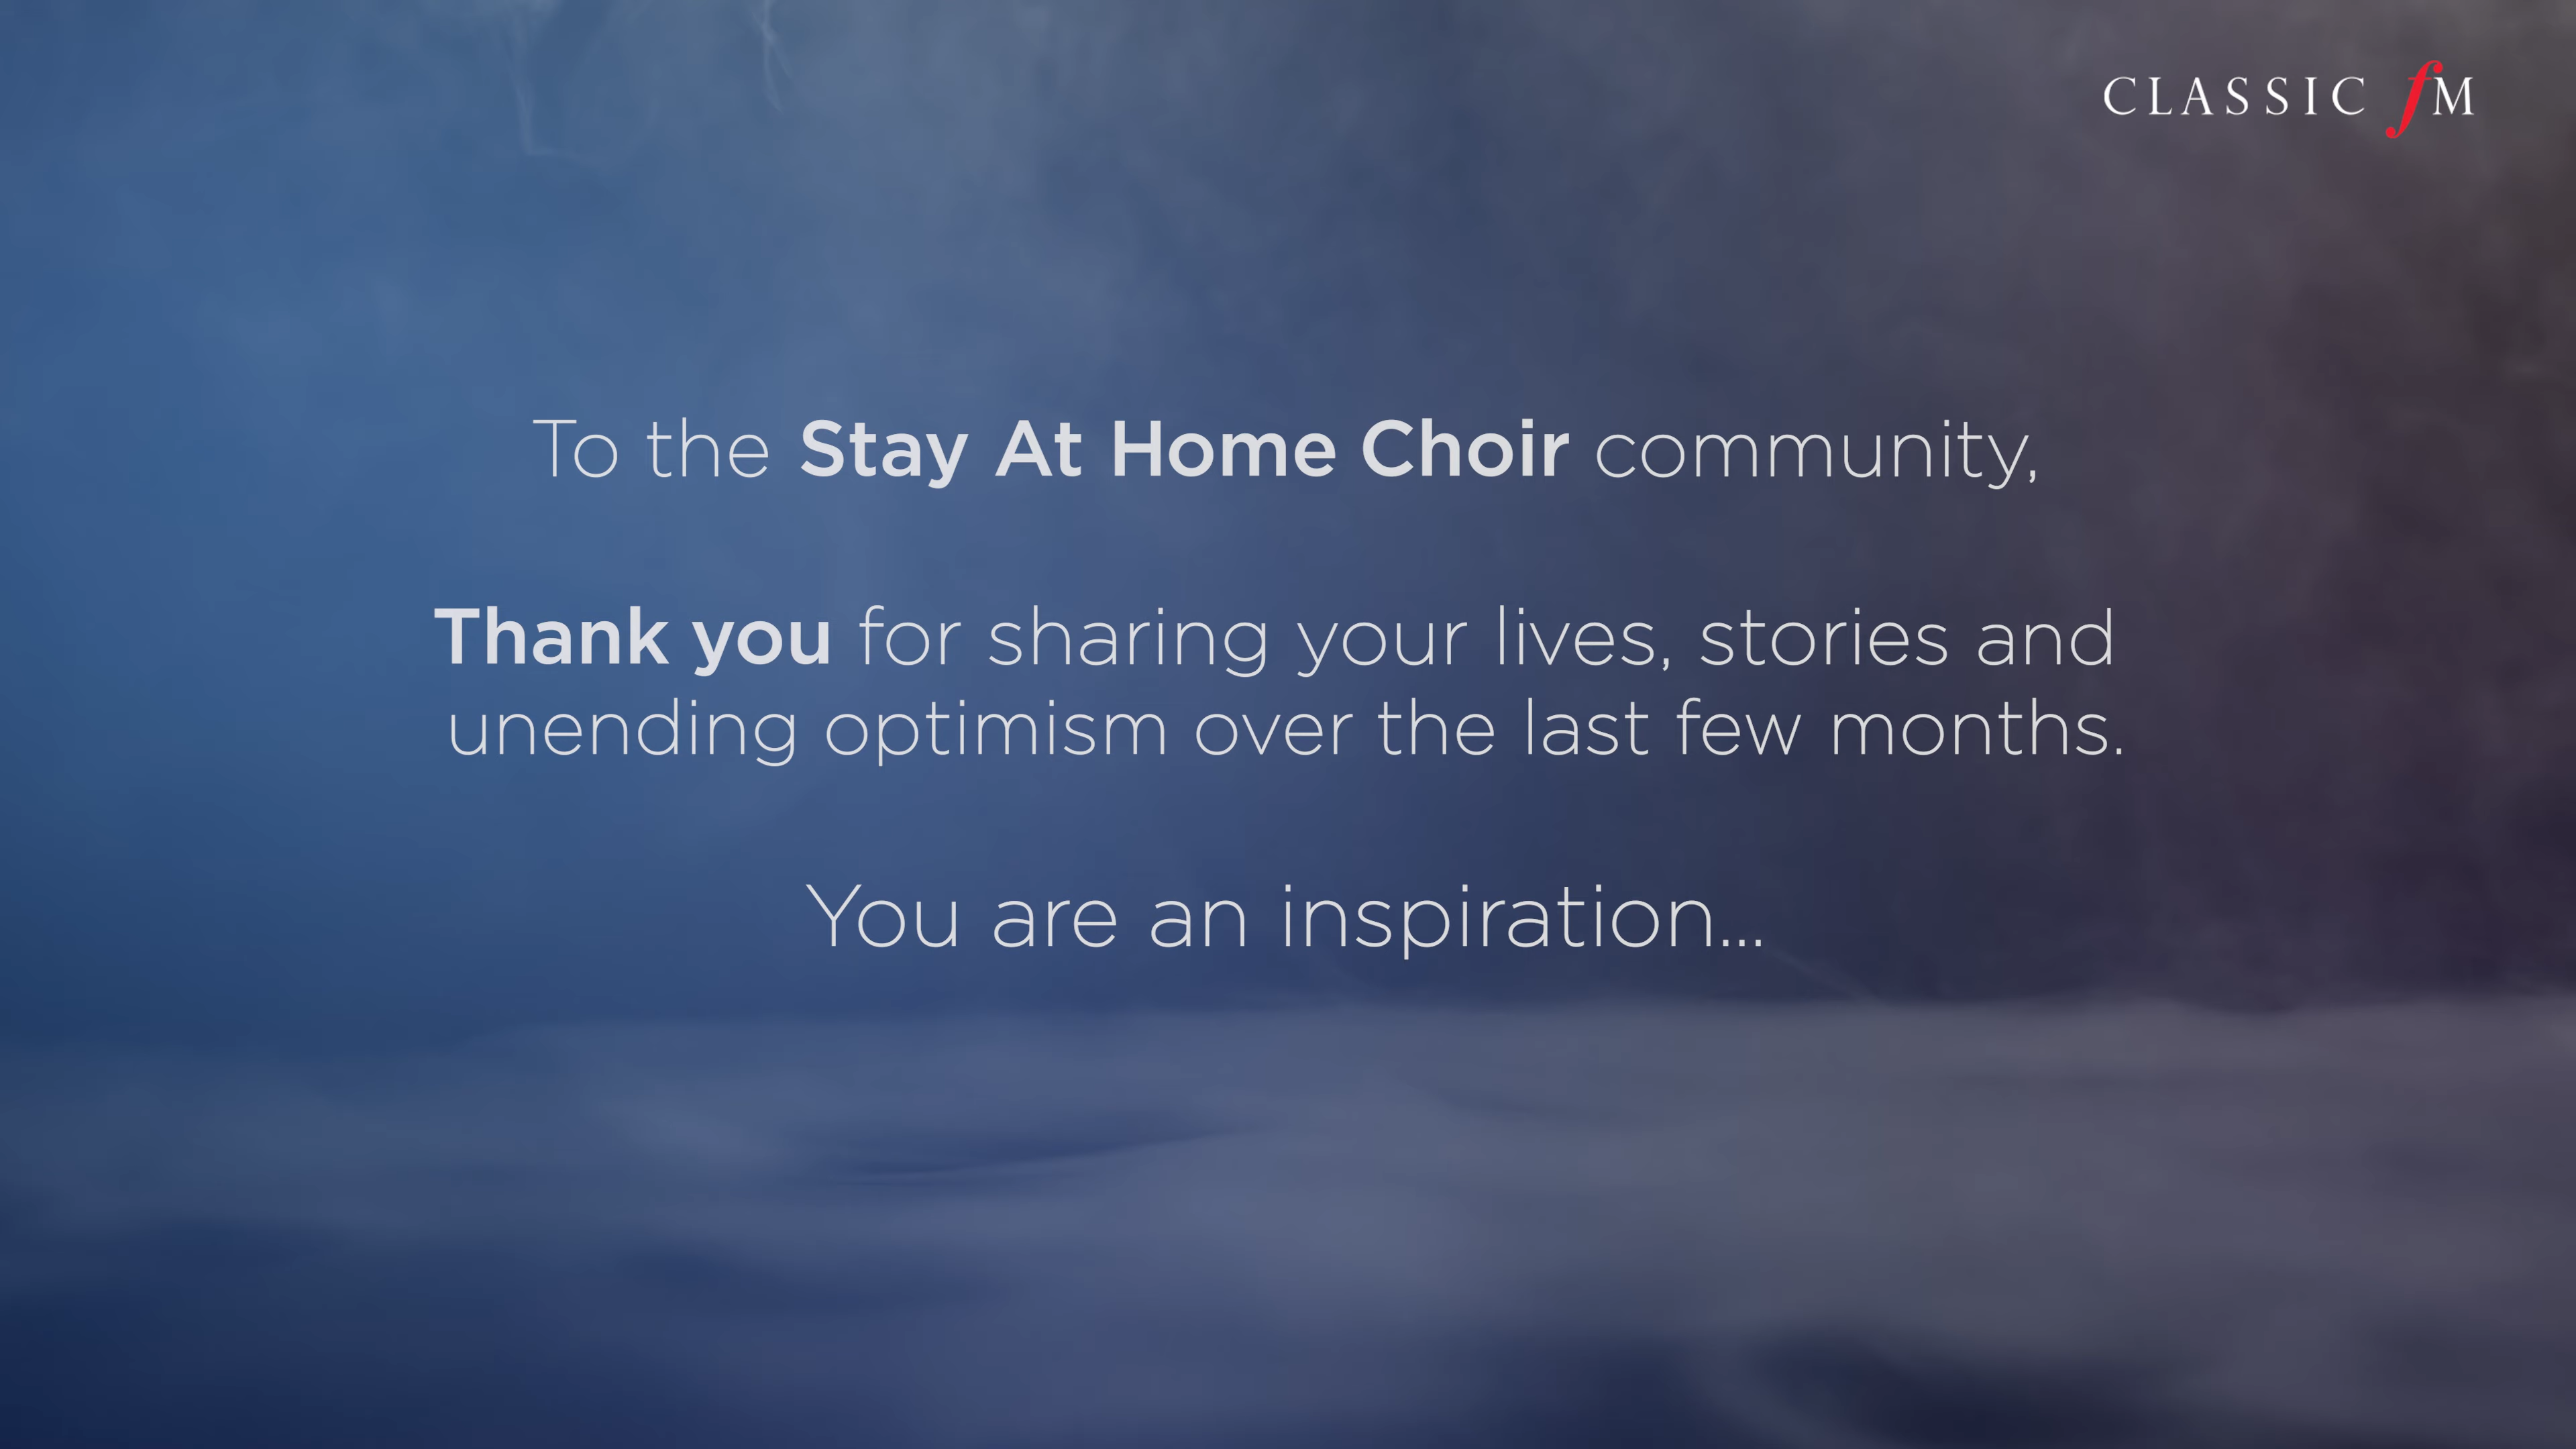 CLASSIC fM
To the Stay At Home Choir community,
Thank you for sharing your lives, stories and
unending optimism over the last few months.
You are an inspiration...